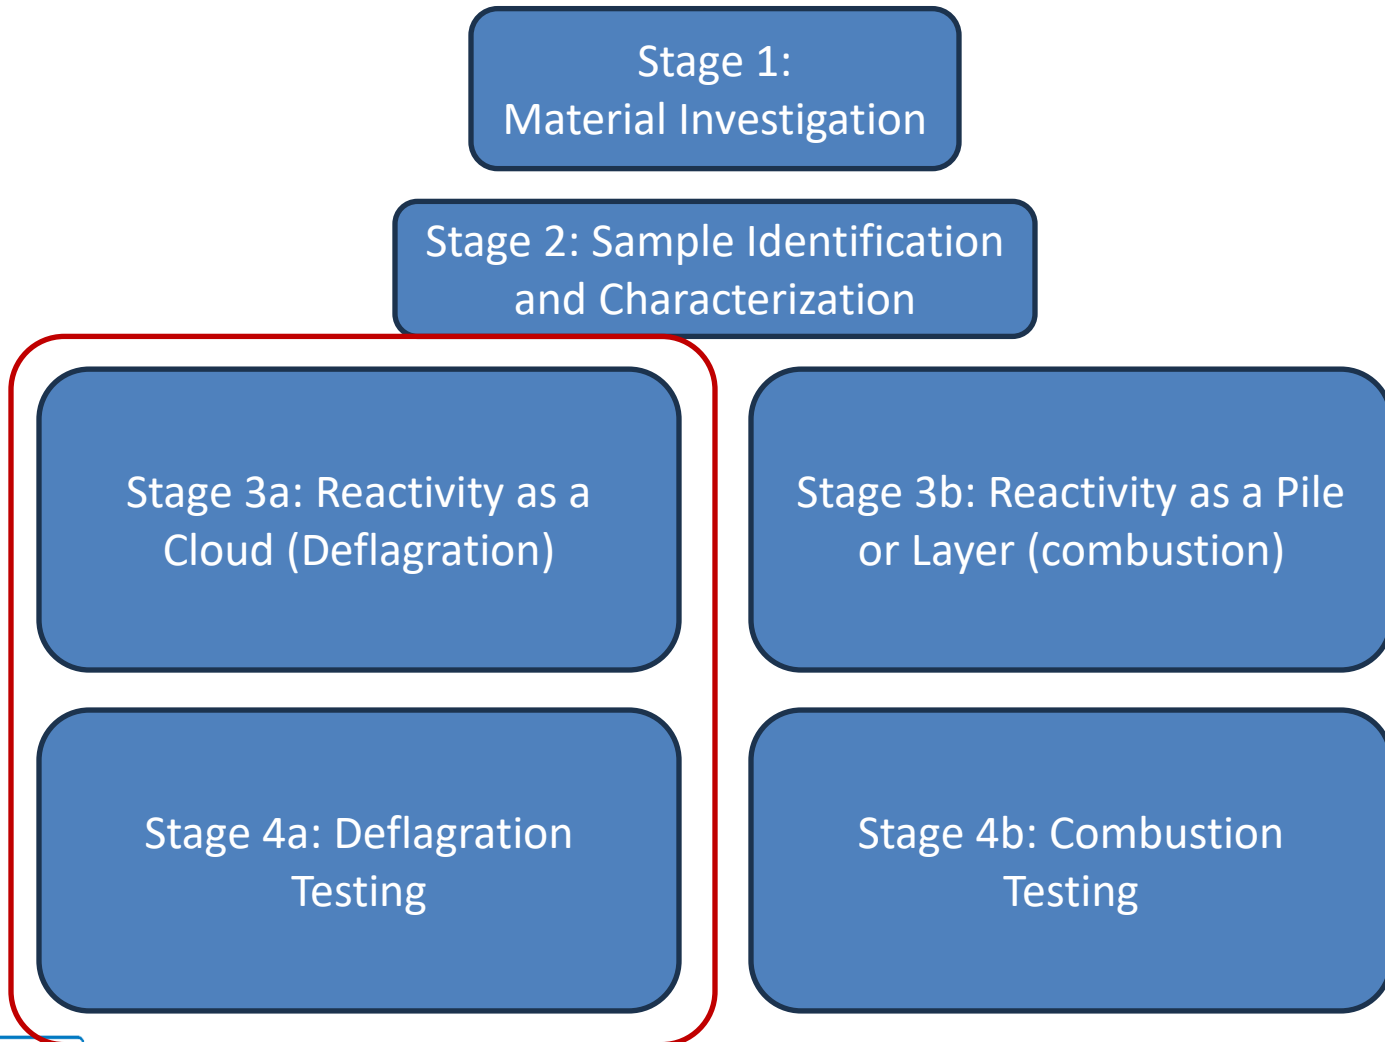 Stage 1:
Material Investigation
Stage 2: Sample Identification
and Characterization
Stage 3a: Reactivity as a
Cloud (Deflagration)
Stage 3b: Reactivity as a Pile
or Layer (combustion)
Stage 4a: Deflagration
Testing
Stage 4b: Combustion
Testing